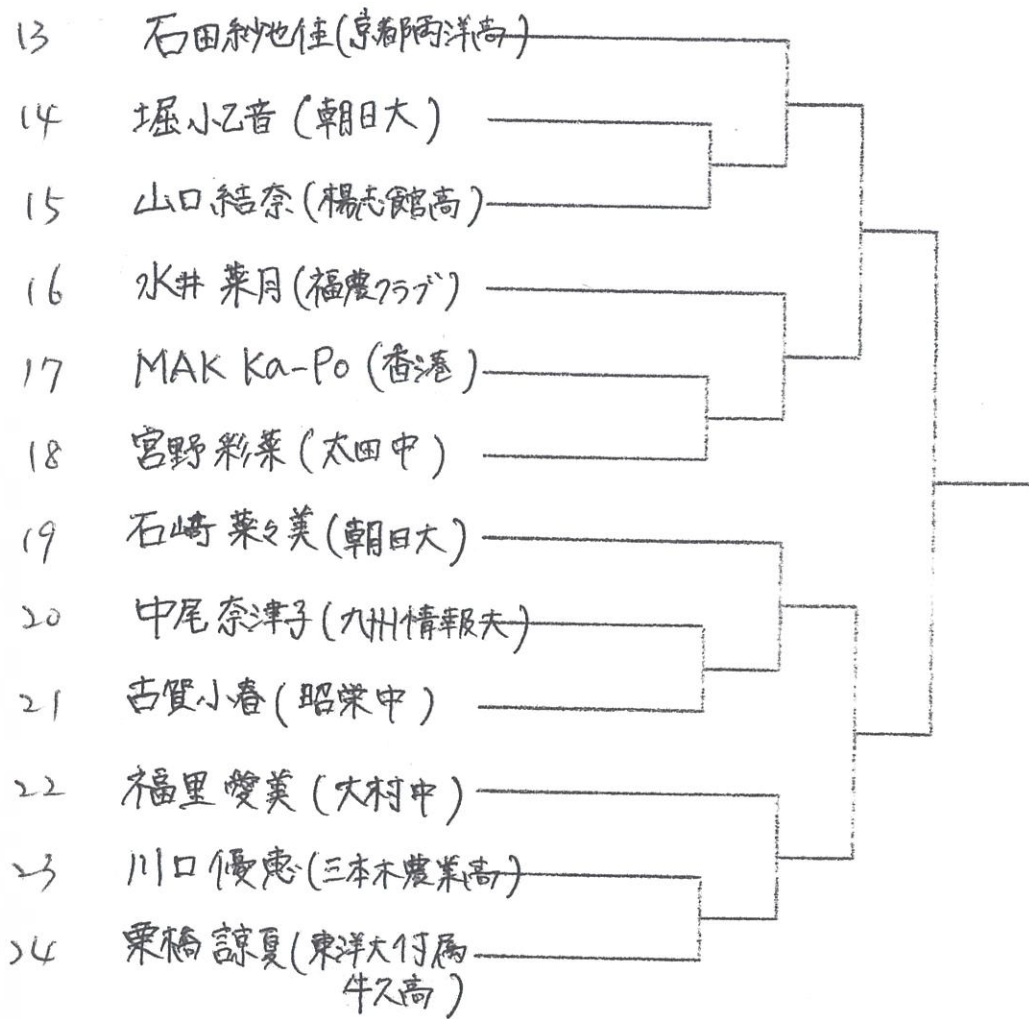 13 石田紗也佳(京都両洋高)
14 堀小乙音(朝日大)
15 山口結奈(楊志館高)
16 水井菜月(福農クラブ)
17 MAK Ka-Po (香港)
18 宮野彩菜(太田中)
19 石崎菜々美(朝日大)
20 中尾奈津子(九州情報大)
21 古賀小春(昭栄中)
22 福里愛美(大村中)
23 川口優恵(三本木農業高)
24 栗橋諒夏(東洋大付属
牛久高)